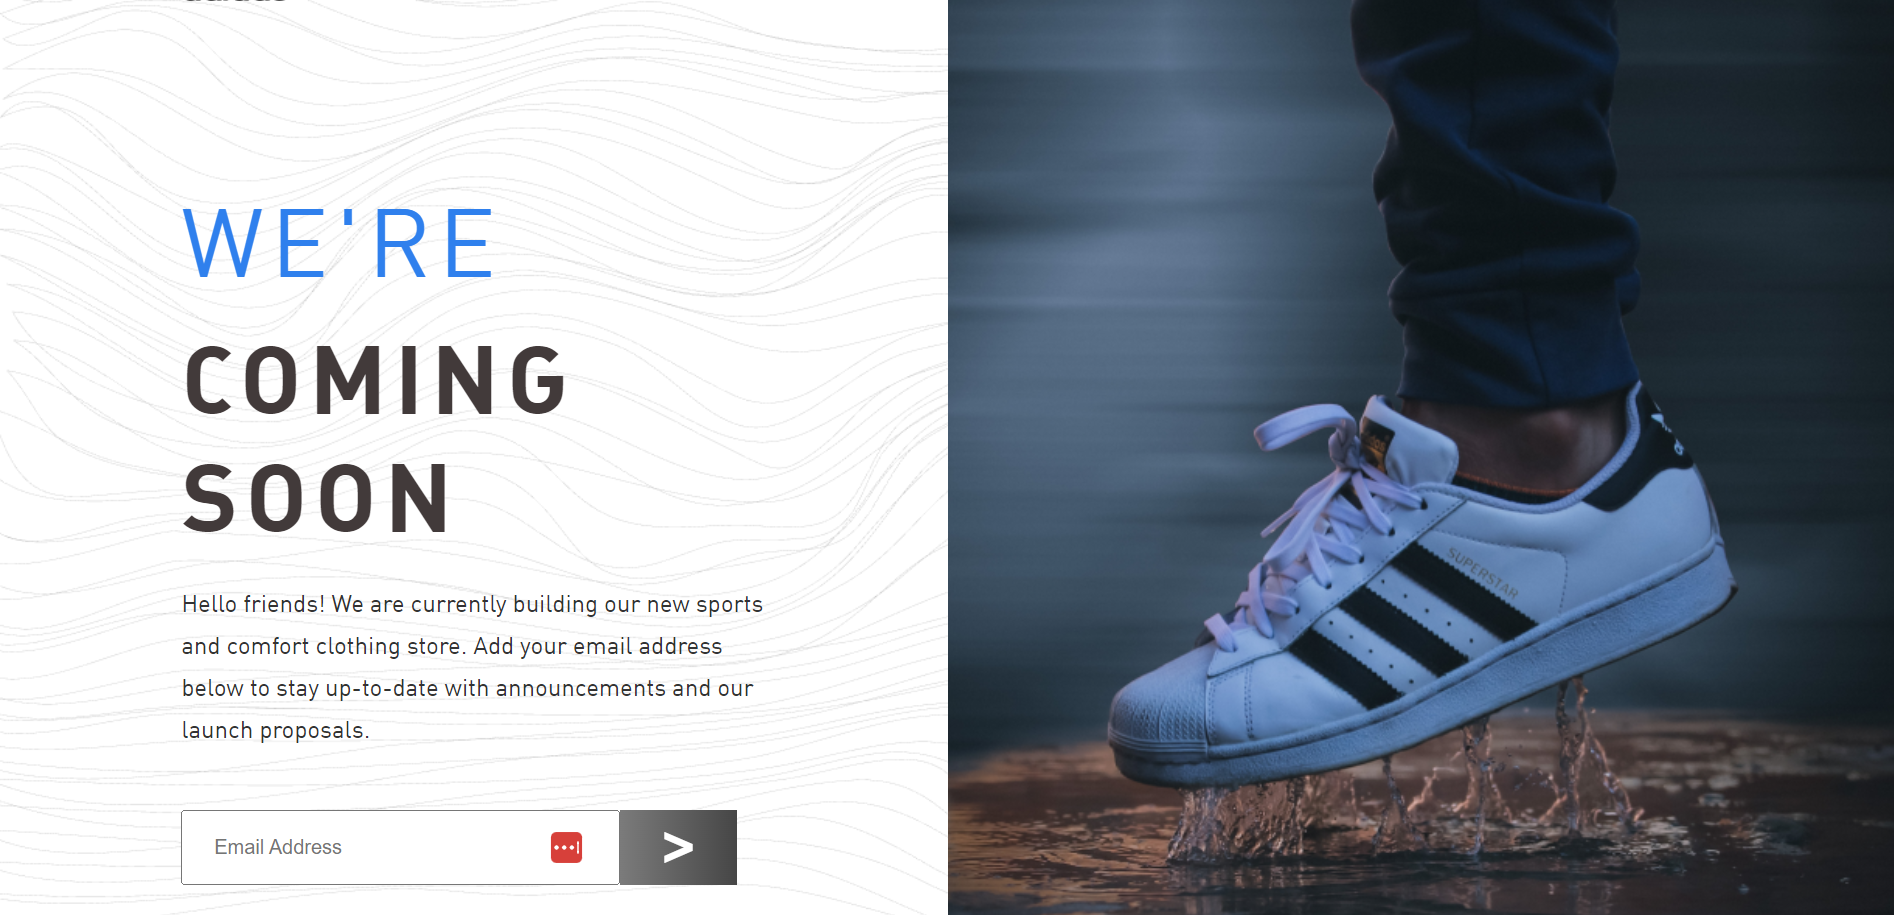 WE'RE
COMING
SOON
Hello friends! We are currently building our new sports
and comfort clothing store. Add your email address
below to stay up-to-date with announcements and our
launch proposals.
Email Address
>
SUPERSTAR